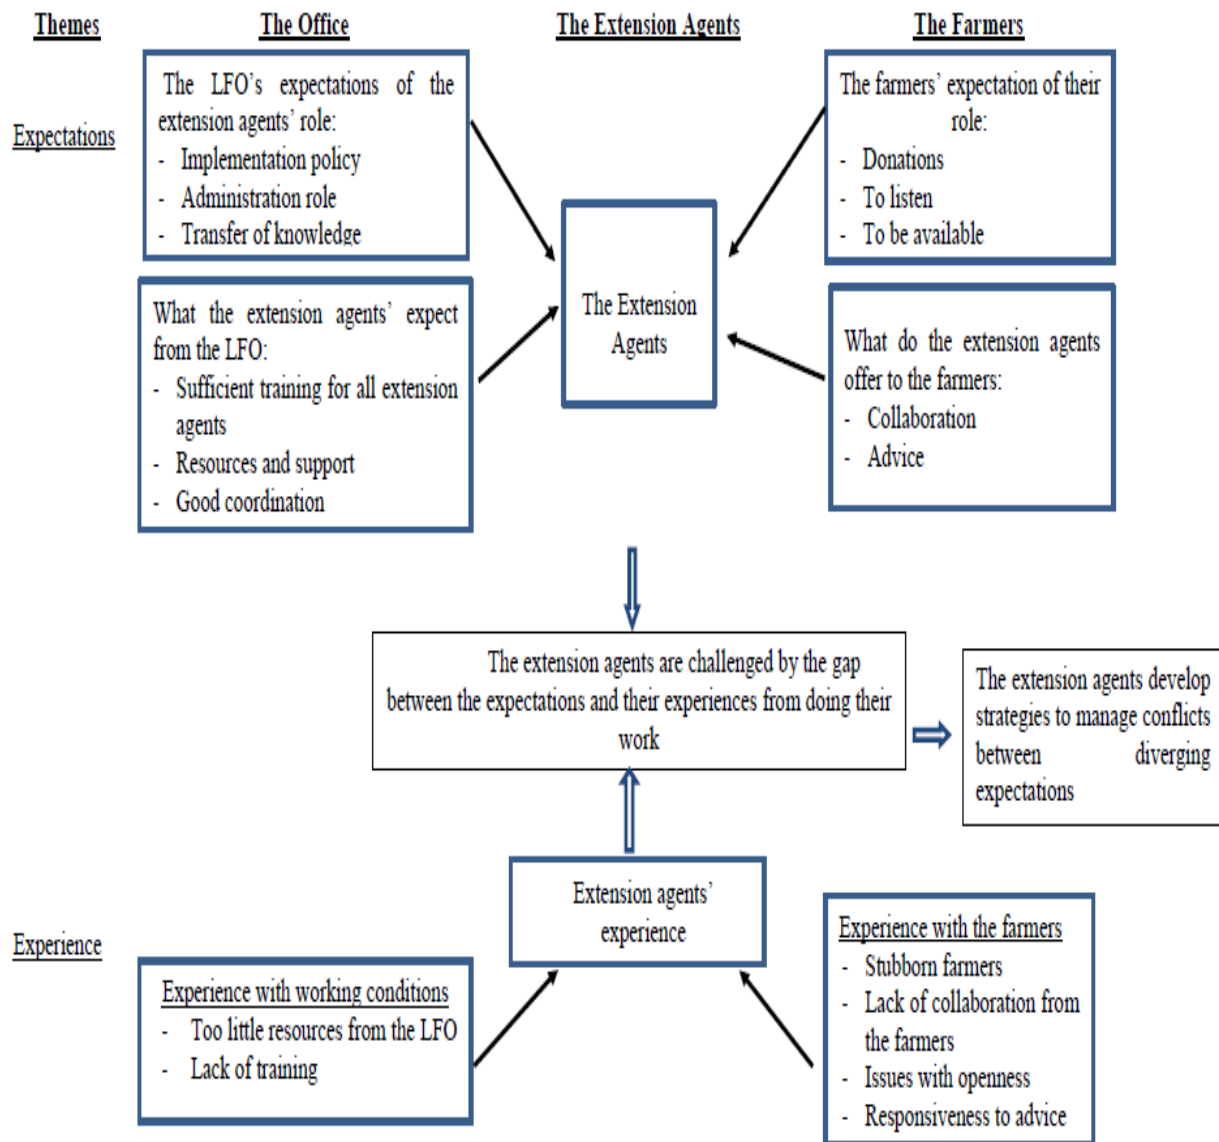 Themes
The Office
The Extension Agents
The Farmers
Expectations
The LFO's expectations of the
extension agents' role:
- Implementation policy
- Administration role
- Transfer of knowledge
The farmers' expectation of their
role:
- Donations
- To listen
- To be available
The Extension
Agents
What the extension agents' expect
from the LFO:
- Sufficient training for all extension
agents
- Resources and support
- Good coordination
What do the extension agents
offer to the farmers:
- Collaboration
- Advice
The extension agents are challenged by the gap
between the expectations and their experiences from doing their
work
The extension agents develop
strategies to manage conflicts
between diverging
expectations
Extension agents'
experience
Experience
Experience with working conditions
- Too little resources from the LFO
- Lack of training
Experience with the farmers
- Stubborn farmers
- Lack of collaboration from
the farmers
- Issues with openness
- Responsiveness to advice